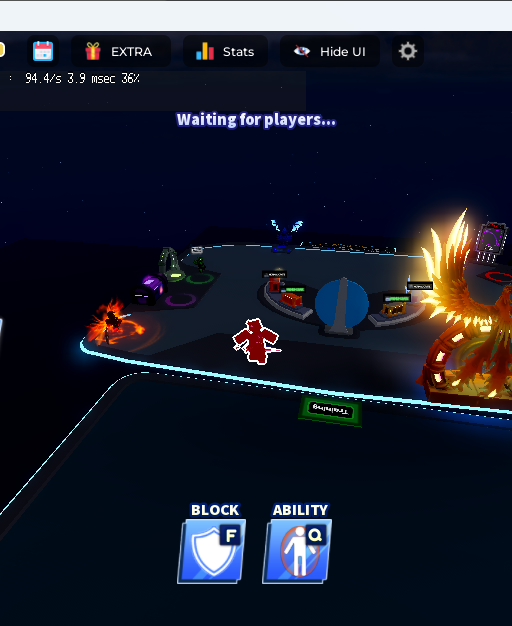 EXTRA
Stats
Hide UI
: 94.4/s 3.9 msec 36%
Waiting for players...
Training
BLOCK
ABILITY
F
Q